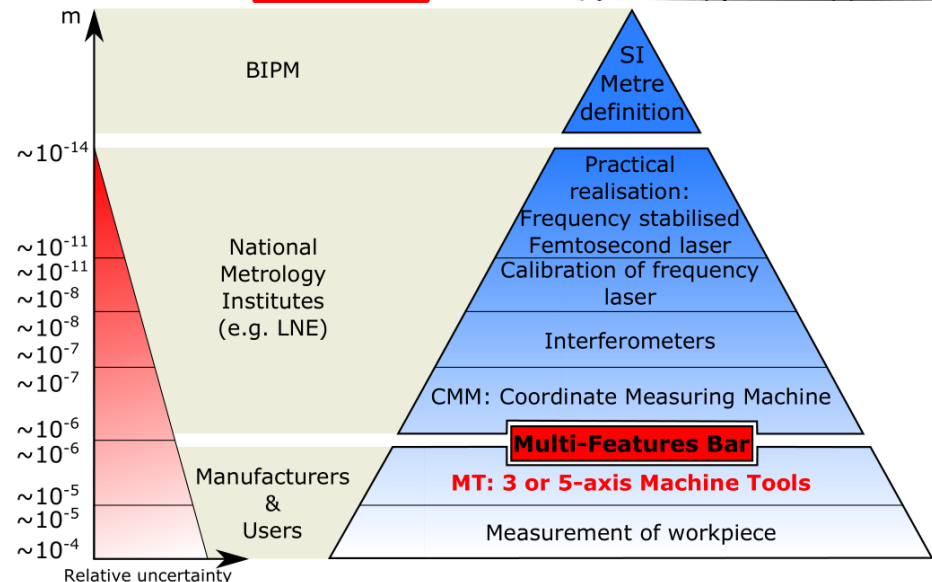 m
BIPM
SI
Metre
definition
~10-14
~10-11
~10-11
~10-8
~10-8
~10-7
~10-7
~10-6
~10-6
~10-5
~10-5
~10-4
National
Metrology
Institutes
(e.g. LNE)
Manufacturers
&
Users
Practical
realisation:
Frequency stabilised
Femtosecond laser
Calibration of frequency
laser
Interferometers
CMM: Coordinate Measuring Machine
Multi-Features Bar
MT: 3 or 5-axis Machine Tools
Measurement of workpiece
Relative uncertainty